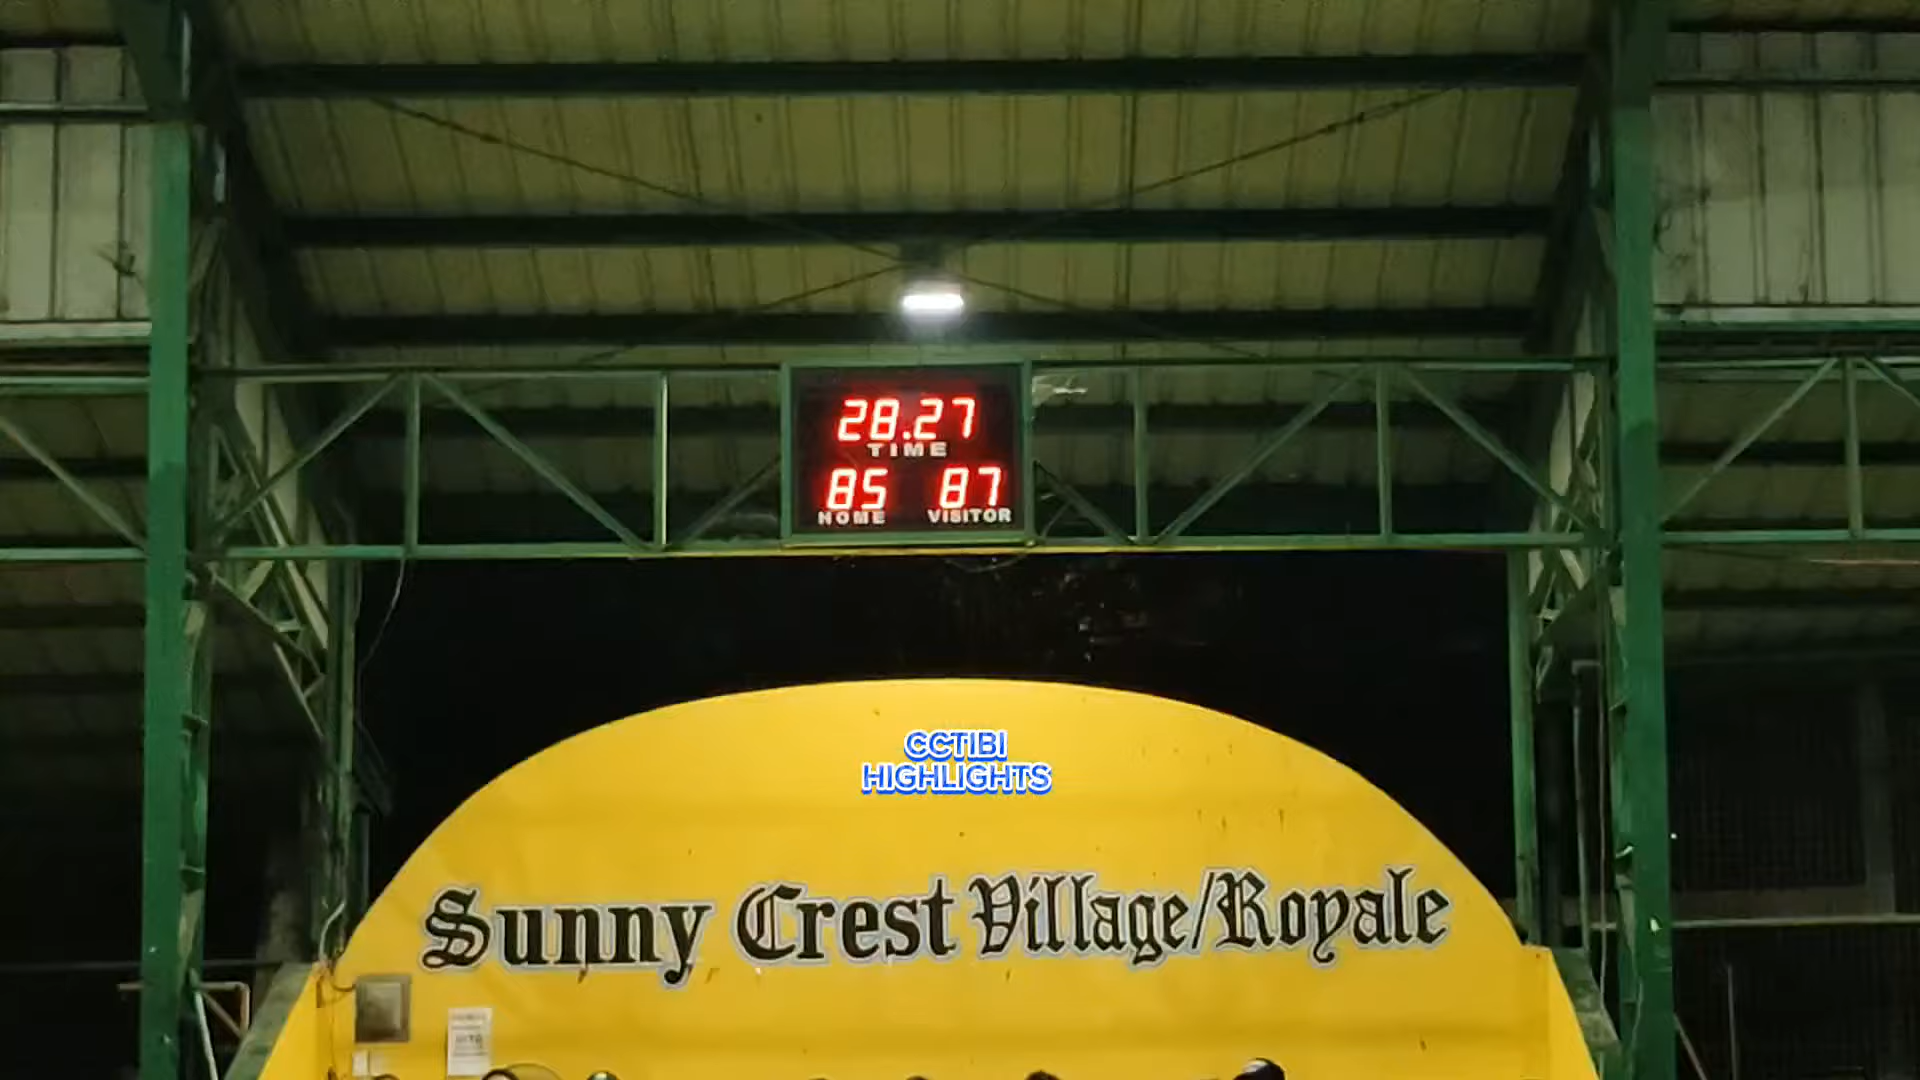 28.27
TIME
85 87
HOME VISITOR
CCTIBI
HIGHLIGHTS
Sunny Crest Village/Royale